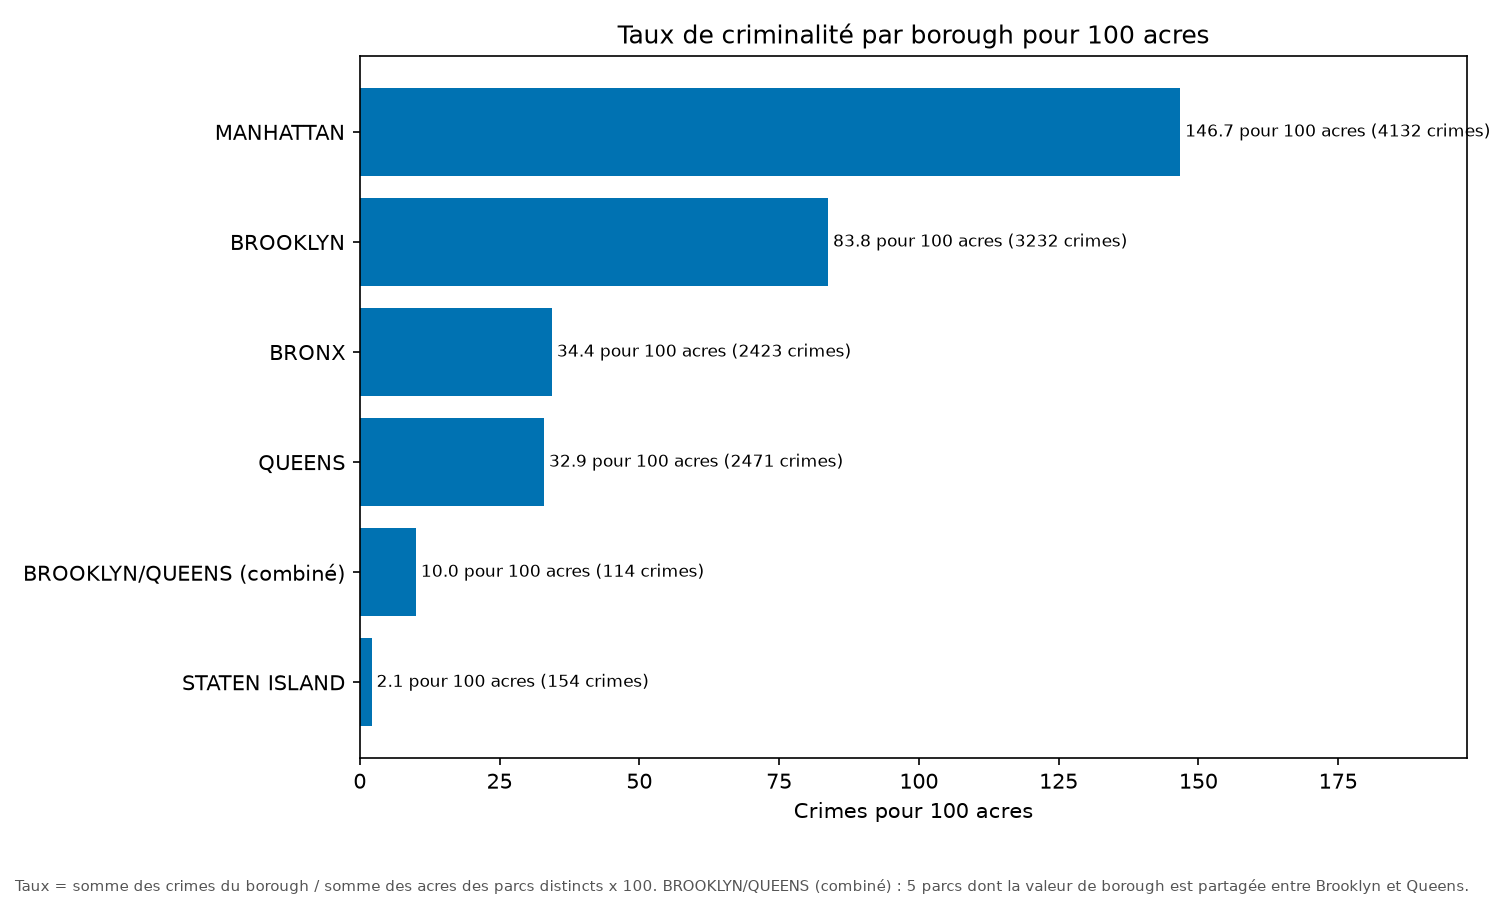 Taux de criminalité par borough pour 100 acres
MANHATTAN
146.7 pour 100 acres (4132 crimes)
BROOKLYN
83.8 pour 100 acres (3232 crimes)
BRONX
34.4 pour 100 acres (2423 crimes)
QUEENS
32.9 pour 100 acres (2471 crimes)
BROOKLYN/QUEENS (combiné)
10.0 pour 100 acres (114 crimes)
STATEN ISLAND
2.1 pour 100 acres (154 crimes)
0 25 50 75 100 125 150 175
Crimes pour 100 acres
Taux = somme des crimes du borough / somme des acres des parcs distincts x 100. BROOKLYN/QUEENS (combiné) : 5 parcs dont la valeur de borough est partagée entre Brooklyn et Queens.